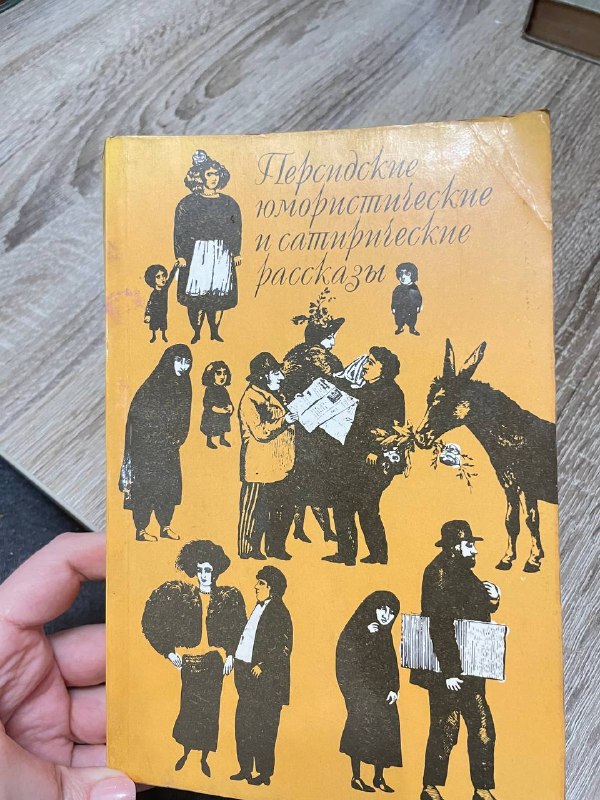 Персидские
юмористические
и сатирические
рассказы